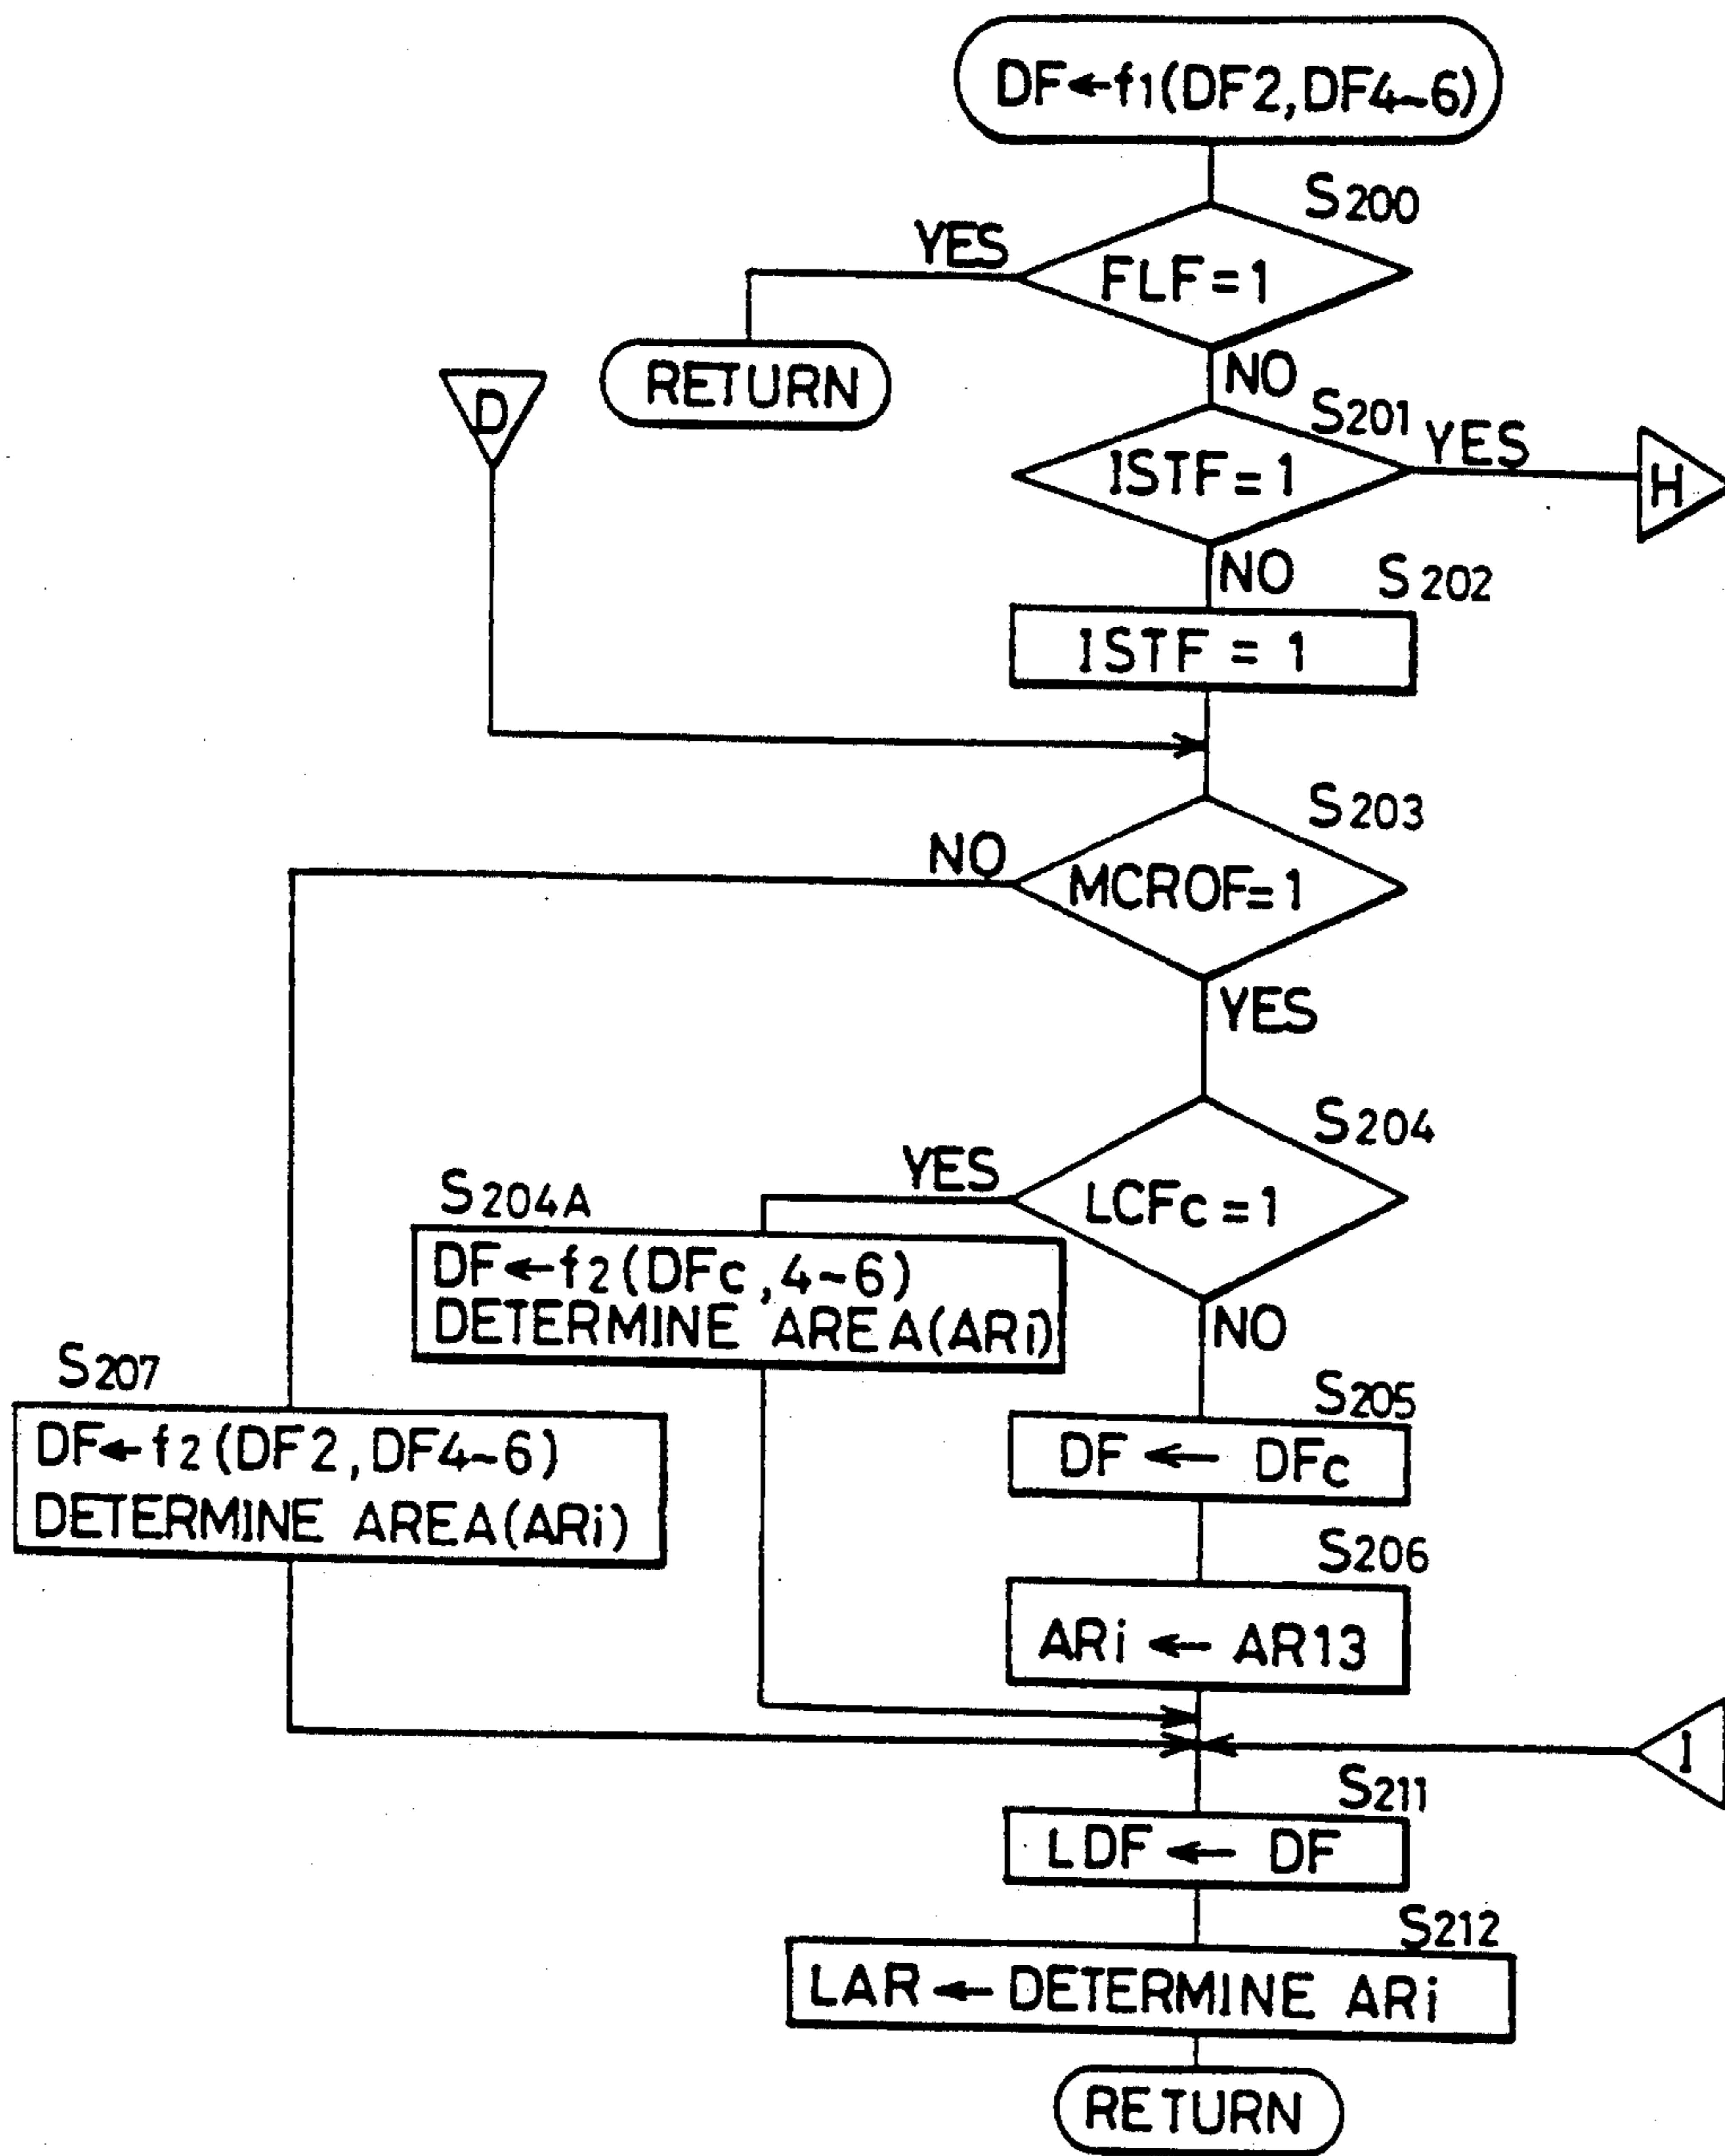 DF←f1(DF2,DF4~6)
S200
YES
FLF=1
RETURN
NO
D
S201
YES
ISTF=1
H
NO
S202
ISTF=1
S203
NO
MCROF=1
YES
S204
YES
LCFc=1
S204A
DF←f2(DFc,4~6)
DETERMINE AREA(ARi)
NO
S207
DF←f2(DF2,DF4~6)
DETERMINE AREA(ARi)
S205
DF ← DFc
S206
ARi ← AR13
I
S211
LDF ← DF
S212
LAR ← DETERMINE ARi
RETURN